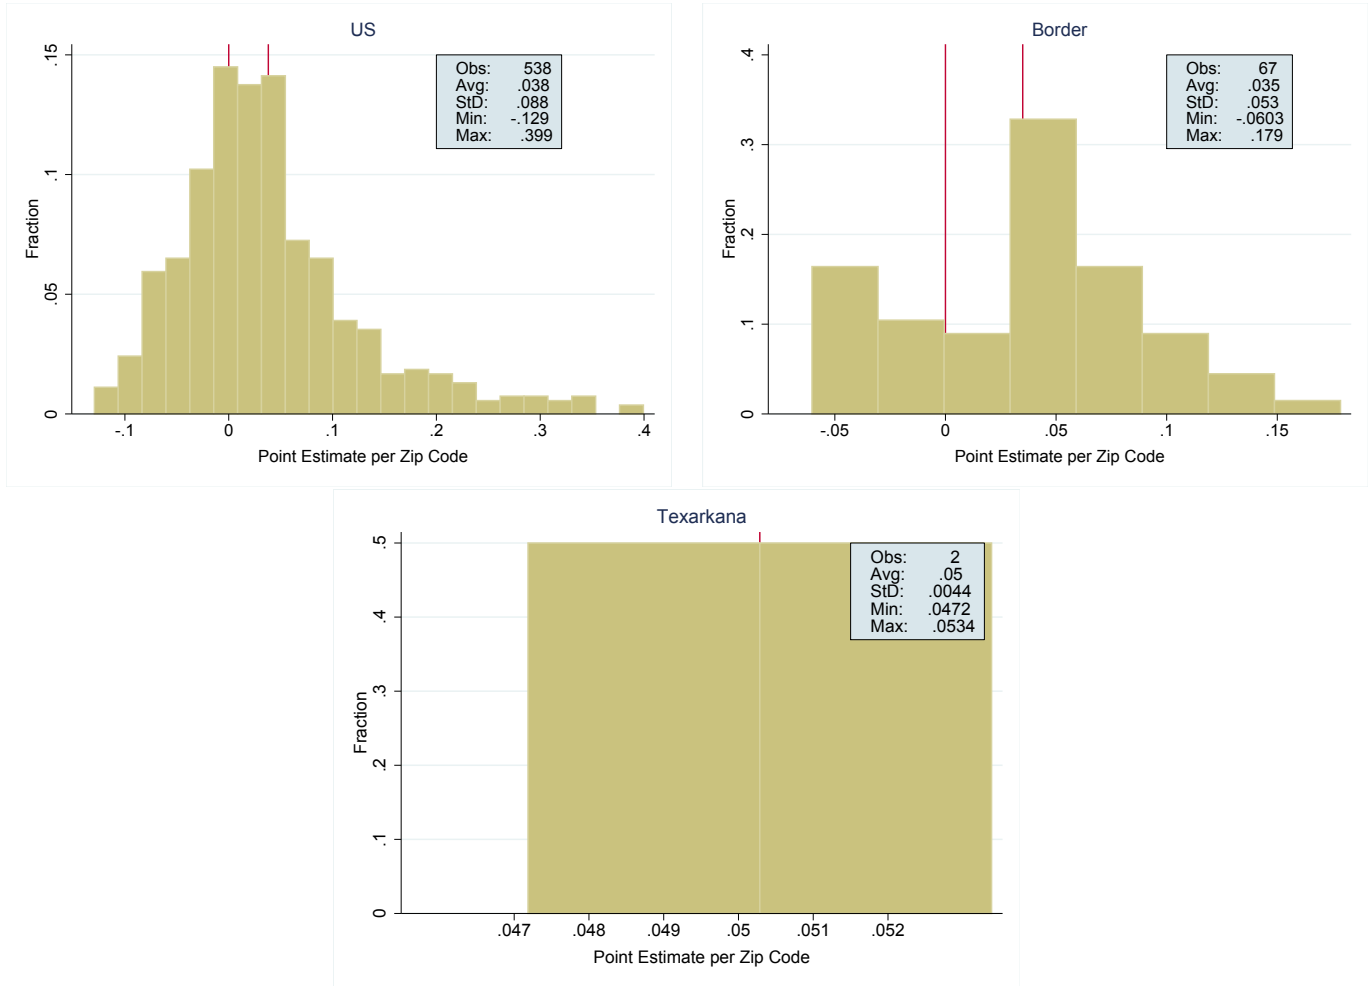 US
.15
.1
.05
0
Fraction
Obs: 538
Avg: .038
StD: .088
Min: -.129
Max: .399
-.1 0 .1 .2 .3 .4
Point Estimate per Zip Code
Border
.4
.3
.2
.1
0
Fraction
Obs: 67
Avg: .035
StD: .053
Min: -.0603
Max: .179
-.05 0 .05 .1 .15
Point Estimate per Zip Code
Texarkana
.5
.4
.3
.2
.1
0
Fraction
Obs: 2
Avg: .05
StD: .0044
Min: .0472
Max: .0534
.047 .048 .049 .05 .051 .052
Point Estimate per Zip Code